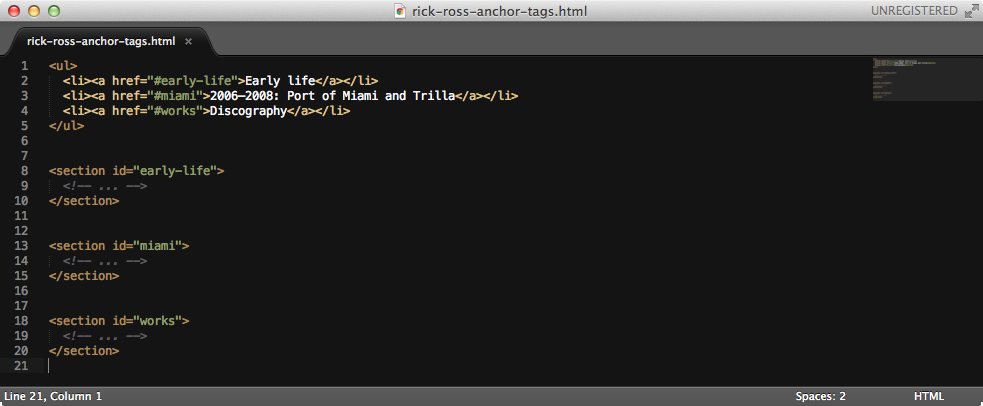 rick-ross-anchor-tags.html UNREGISTERED
rick-ross-anchor-tags.html ×
1 <ul>
2   <li><a href="#early-life">Early life</a></li>
3   <li><a href="#miami">2006–2008: Port of Miami and Trilla</a></li>
4   <li><a href="#works">Discography</a></li>
5 </ul>
6
7
8 <section id="early-life">
9   <!-- ... -->
10 </section>
11
12
13 <section id="miami">
14   <!-- ... -->
15 </section>
16
17
18 <section id="works">
19   <!-- ... -->
20 </section>
21
Line 21, Column 1 Spaces: 2 HTML